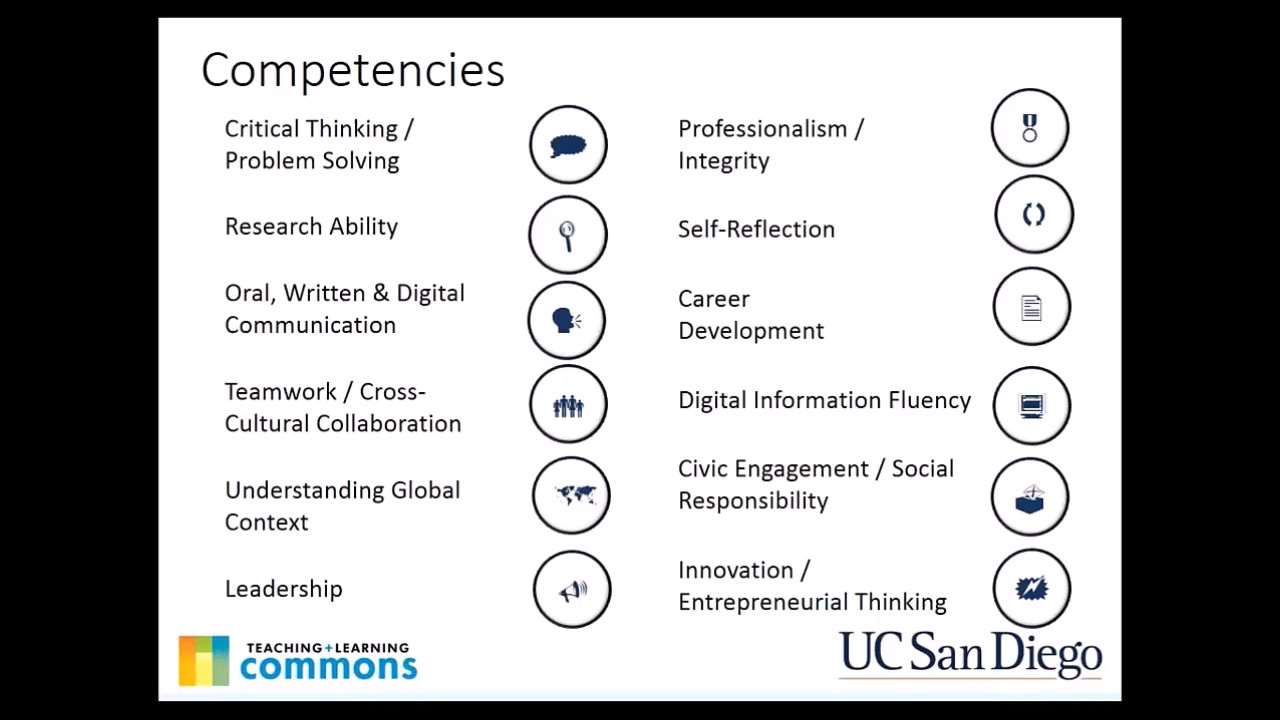 Competencies
Critical Thinking /
Problem Solving
Research Ability
Oral, Written & Digital
Communication
Teamwork / Cross-
Cultural Collaboration
Understanding Global
Context
Leadership
Professionalism /
Integrity
Self-Reflection
Career
Development
Digital Information Fluency
Civic Engagement / Social
Responsibility
Innovation /
Entrepreneurial Thinking
TEACHING+LEARNING
commons
UC San Diego